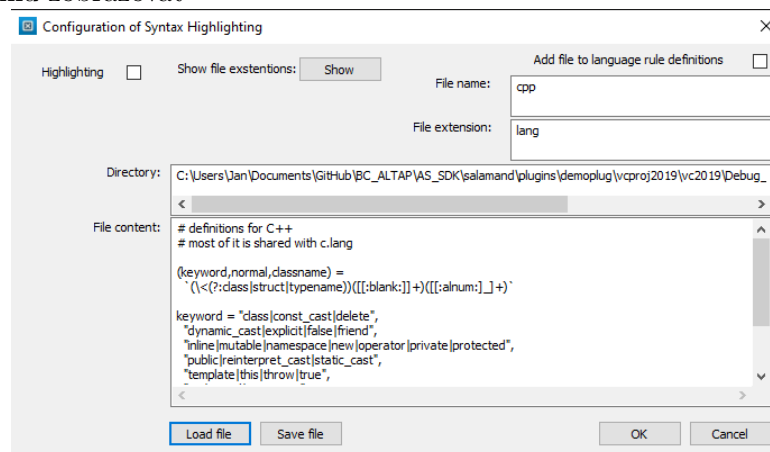 Configuration of Syntax Highlighting
Highlighting
Show file exstentions:
Show
Add file to language rule definitions
File name:
cpp
File extension:
lang
Directory:
C:\Users\Jan\Documents\GitHub\BC_ALTAP\AS_SDK\salamand\plugins\demoplug\vcproj2019\vc2019\Debug_
File content:
# definitions for C++
# most of it is shared with c.lang
(keyword,normal,classname) =
`(\<(?:class|struct|typename))([[:blank:]]+)([[:alnum:]_]+)`
keyword = "class|const_cast|delete",
"dynamic_cast|explicit|false|friend",
"inline|mutable|namespace|new|operator|private|protected",
"public|reinterpret_cast|static_cast",
"template|this|throw|true",
Load file
Save file
OK
Cancel